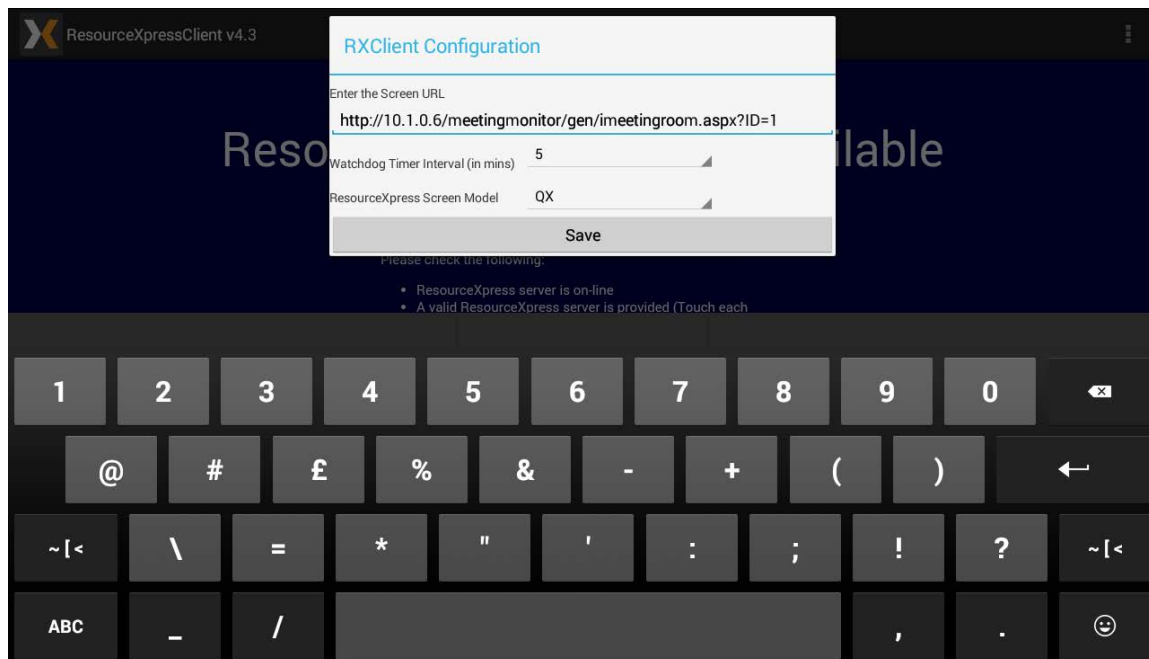 ResourceXpressClient v4.3
RXClient Configuration
Enter the Screen URL
http://10.1.0.6/meetingmonitor/gen/imeetingroom.aspx?ID=1
Reso ilable
Watchdog Timer Interval (in mins) 5
ResourceXpress Screen Model QX
Save
Please check the following:
• ResourceXpress server is on-line
• A valid ResourceXpress server is provided (Touch each
1 2 3 4 5 6 7 8 9 0
@ # £ % & - + ( )
~ [ < \ = * " ' : ; ! ? ~ [ <
ABC _ / , .